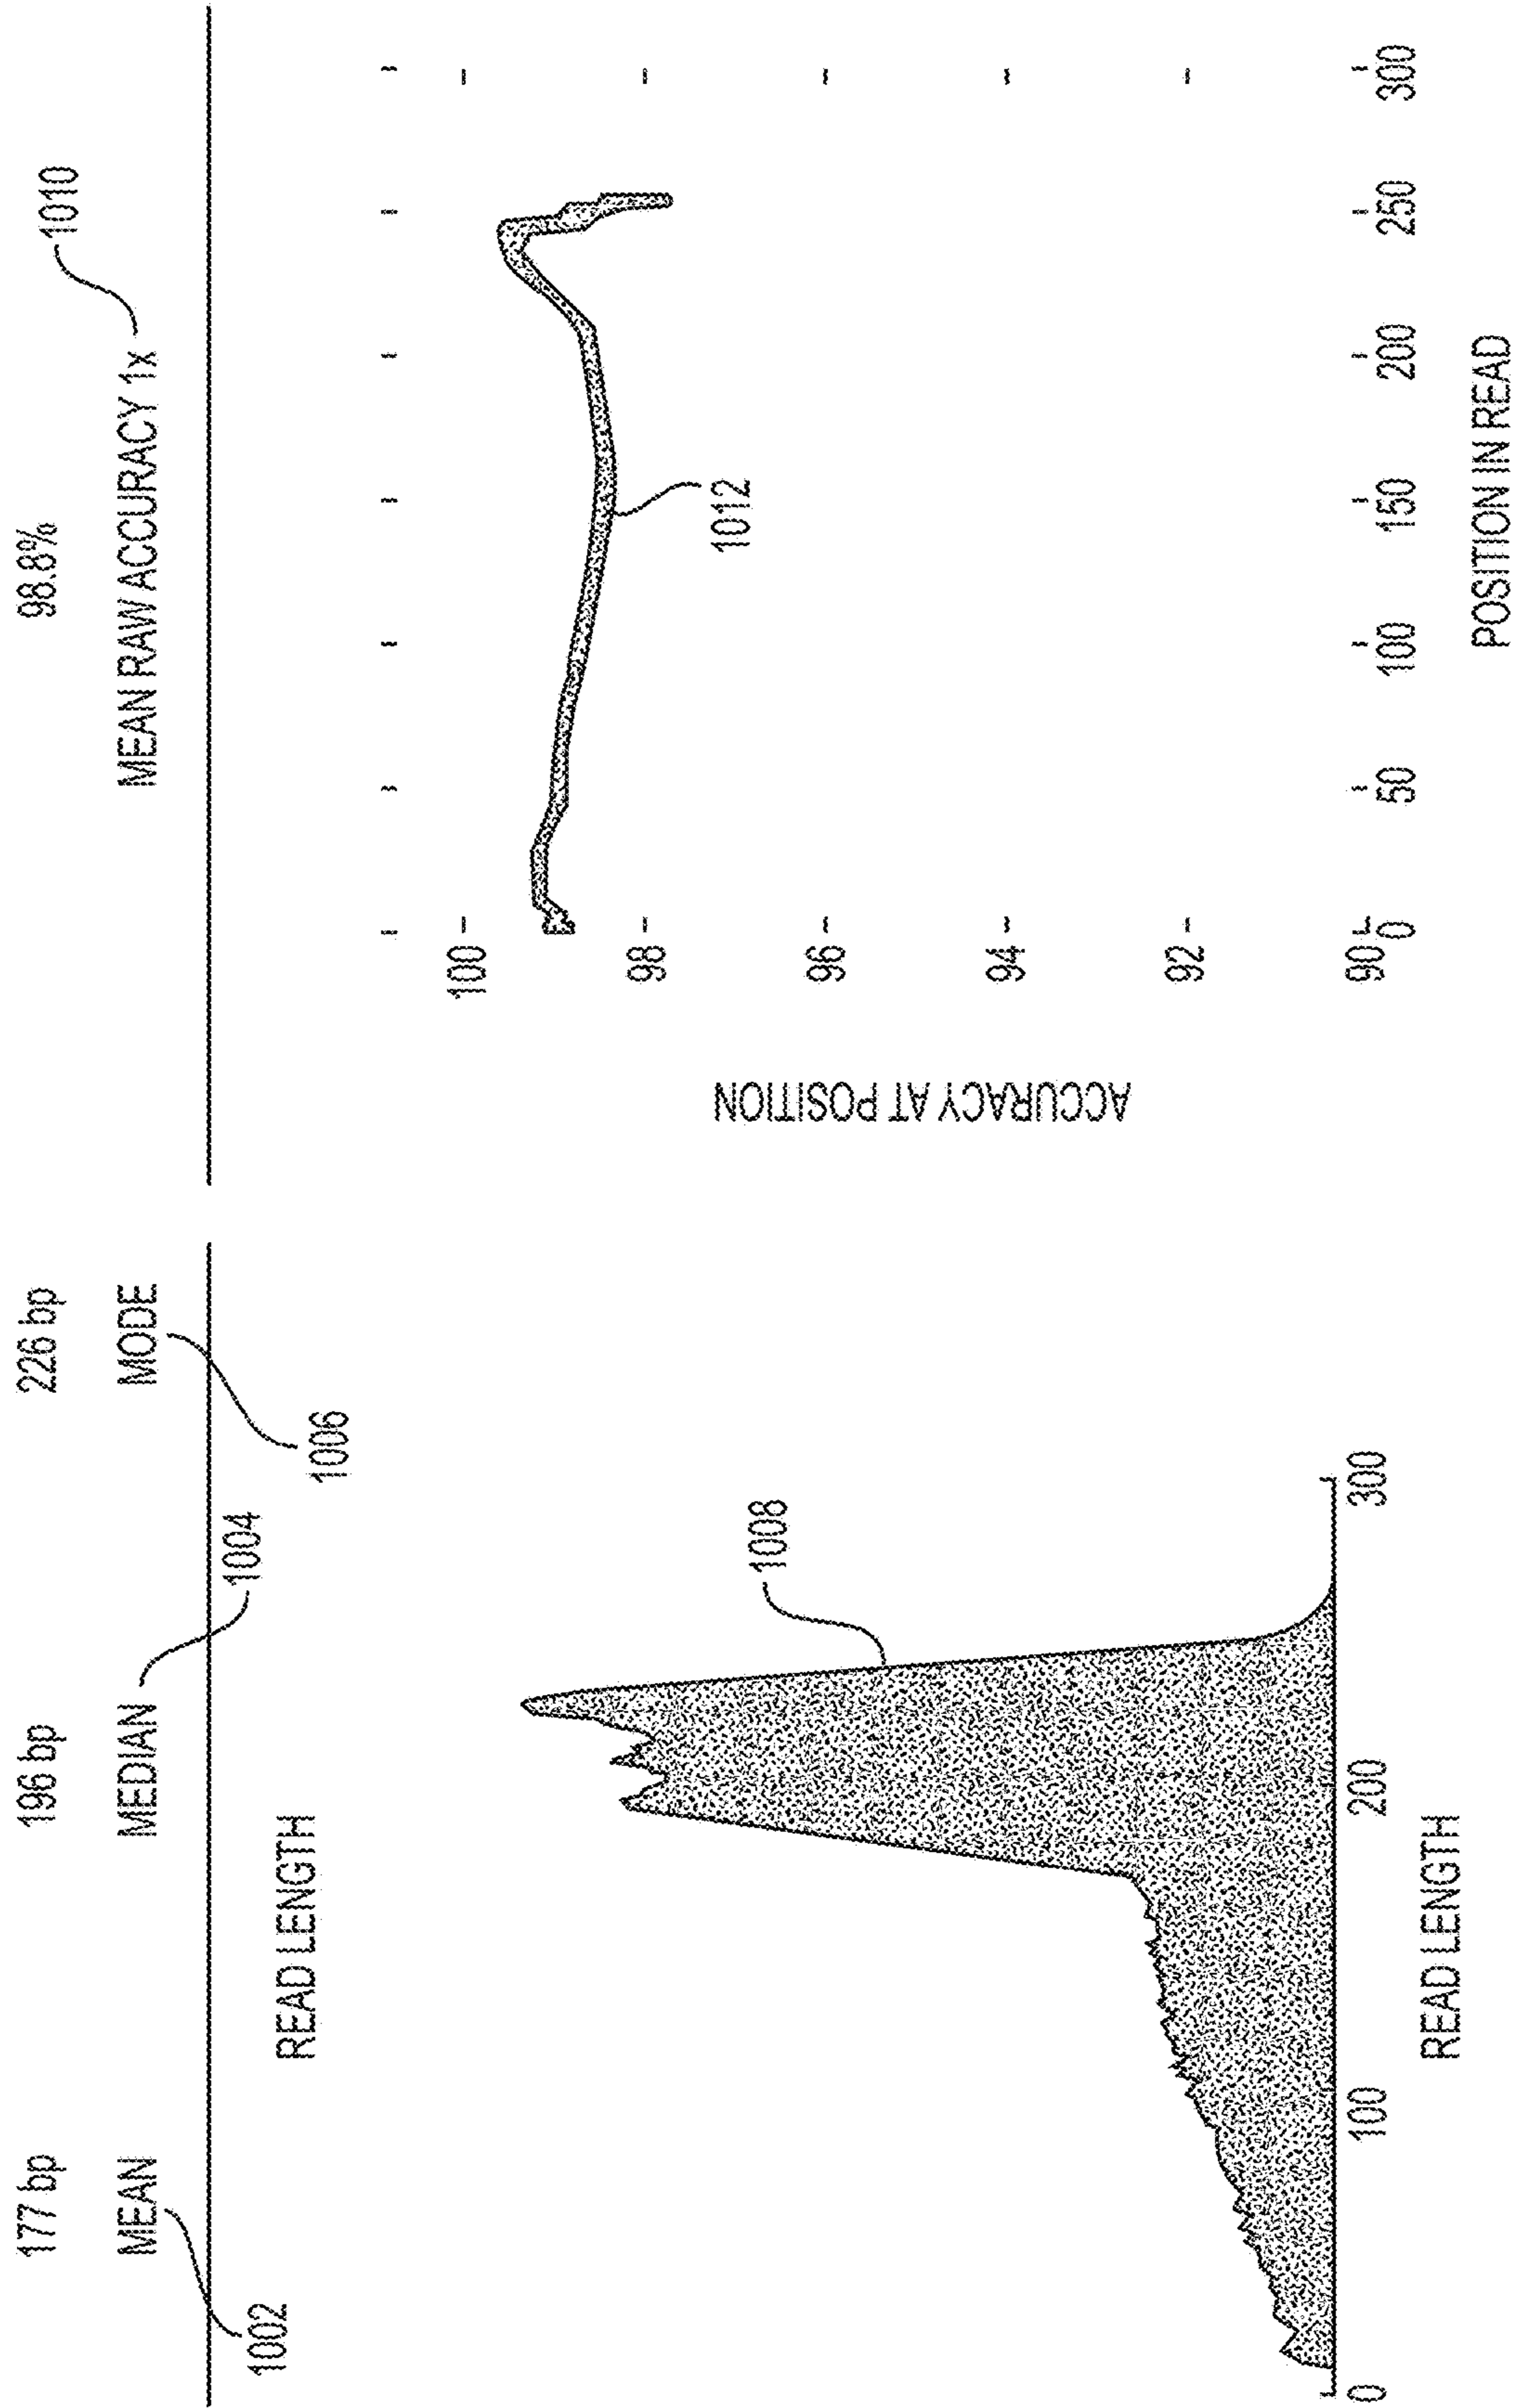 177 bp 196 bp 226 bp
MEAN MEDIAN MODE
1002 1004 1006
READ LENGTH
1008
0 100 200 300
READ LENGTH
98.8%
MEAN RAW ACCURACY 1x
1010
ACCURACY AT POSITION
100
98
96
94
92
90
1012
0 50 100 150 200 250 300
POSITION IN READ